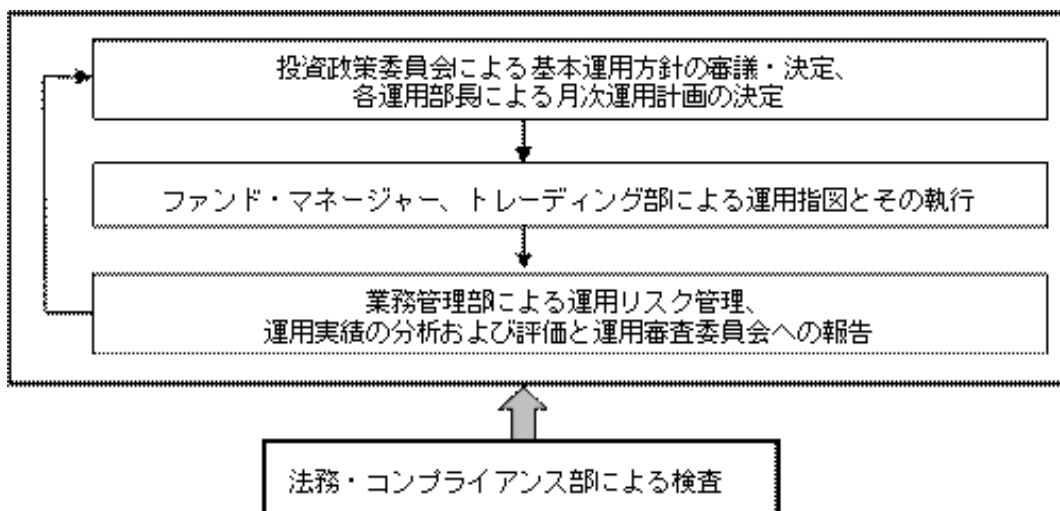 投資政策委員会による基本運用方針の審議・決定、
各運用部長による月次運用計画の決定
ファンド・マネージャー、トレーディング部による運用指図とその執行
業務管理部による運用リスク管理、
運用実績の分析および評価と運用審査委員会への報告
法務・コンプライアンス部による検査